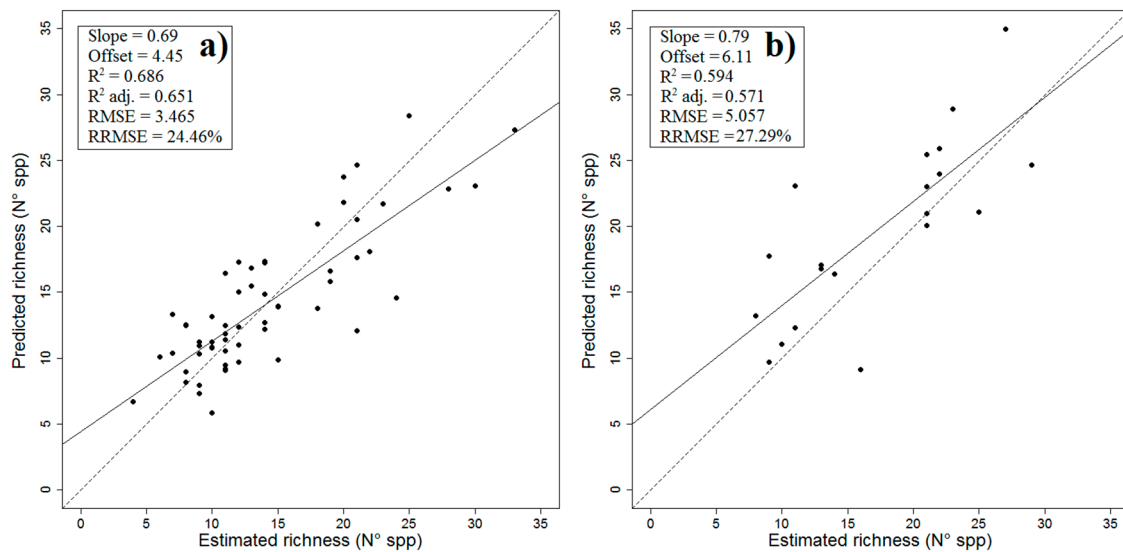 Slope = 0.69
Offset = 4.45
R² = 0.686
R² adj. = 0.651
RMSE = 3.465
RRMSE = 24.46%
a)
35
30
25
20
15
10
5
0
Predicted richness (N° spp)
0 5 10 15 20 25 30 35
Estimated richness (N° spp)
Slope = 0.79
Offset = 6.11
R² = 0.594
R² adj. = 0.571
RMSE = 5.057
RRMSE =27.29%
b)
35
30
25
20
15
10
5
0
Predicted richness (N° spp)
0 5 10 15 20 25 30 35
Estimated richness (N° spp)